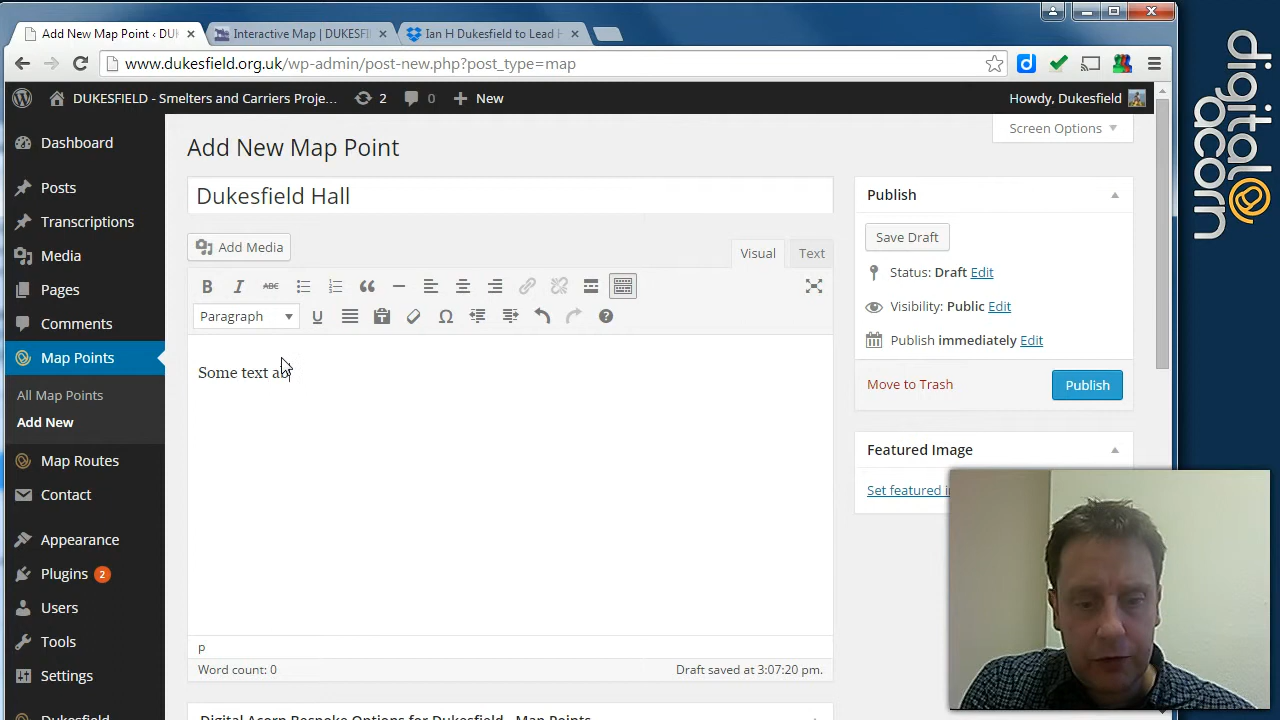 Add New Map Point ‹ DUK
Interactive Map | DUKESF
Ian H Dukesfield to Lead H
www.dukesfield.org.uk/wp-admin/post-new.php?post_type=map
DUKESFIELD - Smelters and Carriers Proje...
2
0
New
Howdy, Dukesfield
Screen Options
Dashboard
Posts
Transcriptions
Media
Pages
Comments
Map Points
All Map Points
Add New
Map Routes
Contact
Appearance
Plugins 2
Users
Tools
Settings
Dukesfield
Add New Map Point
Dukesfield Hall
Add Media
Visual
Text
B I ABC
Paragraph
U
Some text ab
p
Word count: 0
Draft saved at 3:07:20 pm.
Digital Acorn Bespoke Options for Dukesfield - Map Points
Publish
Save Draft
Status: Draft Edit
Visibility: Public Edit
Publish immediately Edit
Move to Trash
Publish
Featured Image
Set featured i
digital@
acorn